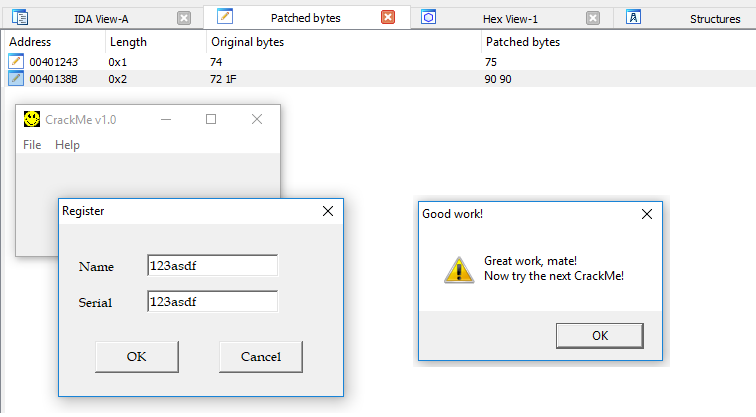 IDA View-A Patched bytes Hex View-1 Structures
Address Length Original bytes Patched bytes
00401243 0x1 74 75
0040138B 0x2 72 1F 90 90
CrackMe v1.0
File Help
Register
Name 123asdf
Serial 123asdf
OK Cancel
Good work!
Great work, mate!
Now try the next CrackMe!
OK